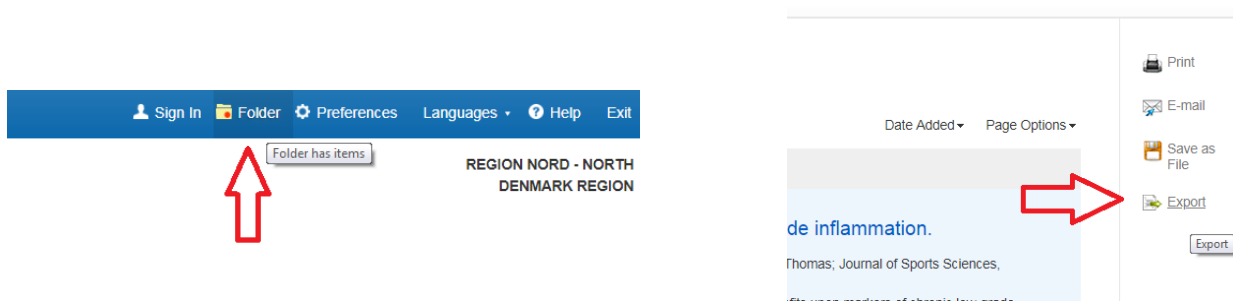 Sign In Folder Preferences Languages Help Exit
Folder has items
REGION NORD - NORTH
DENMARK REGION
Print
E-mail
Date Added Page Options
Save as
File
Export
Export
de inflammation.
Thomas; Journal of Sports Sciences,